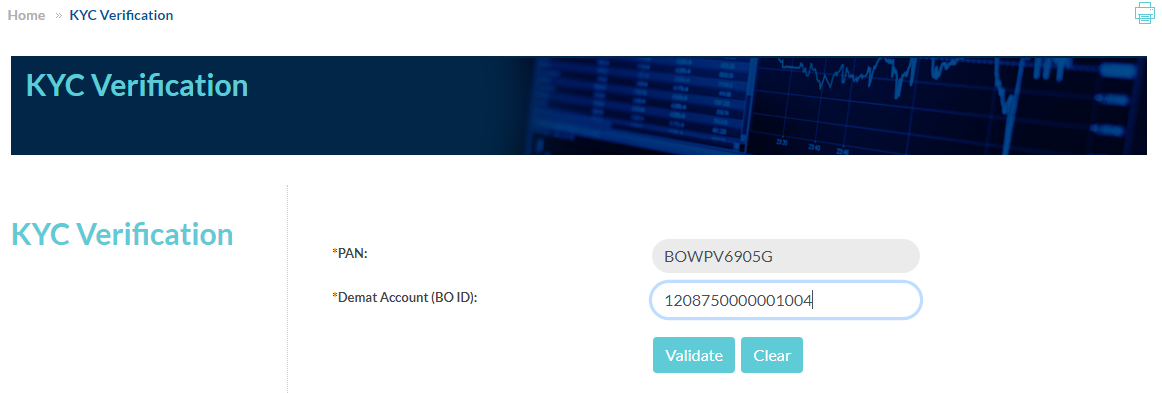 Home » KYC Verification
KYC Verification
KYC Verification
*PAN:
BOWPV6905G
*Demat Account (BO ID):
1208750000001004
Validate
Clear